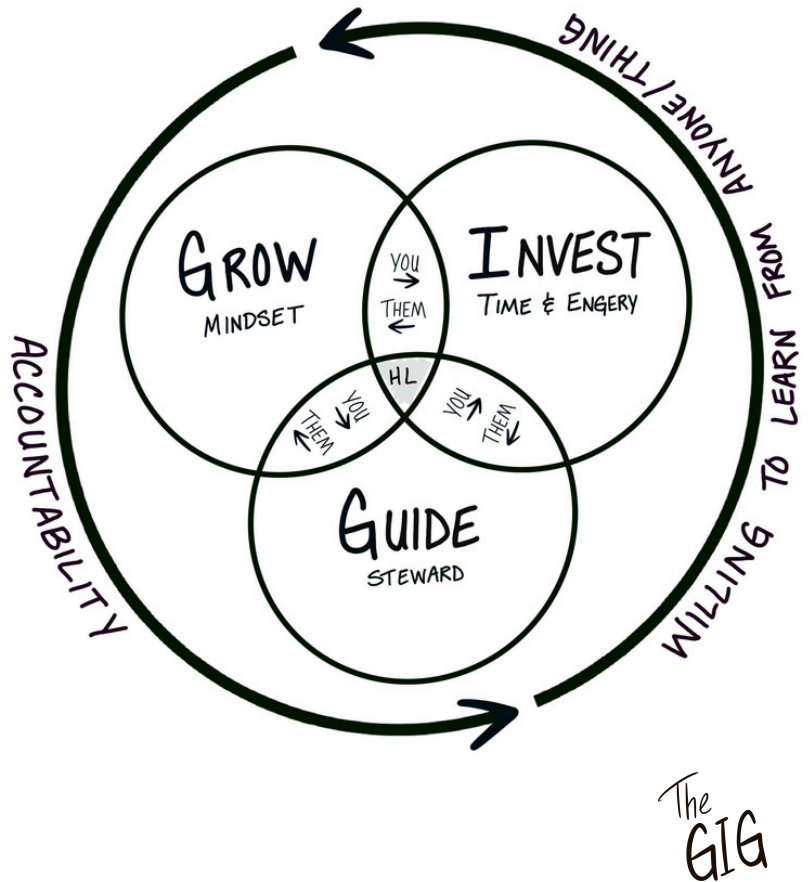 WILLING TO LEARN FROM ANYONE/THING
ACCOUNTABILITY
GROW
MINDSET
INVEST
TIME & ENGERY
YOU
THEM
HL
YOU
THEM
YOU
THEM
GUIDE
STEWARD
The
GIG